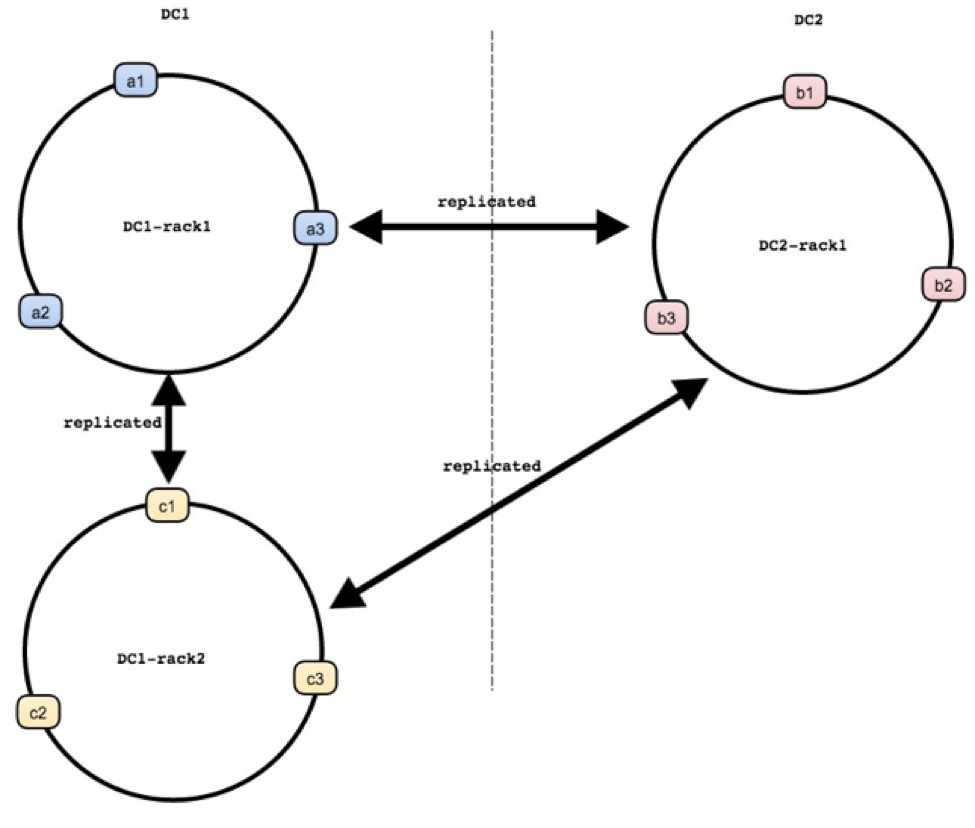 DC1
DC2
a1
b1
replicated
DC1-rack1
a3
DC2-rack1
b2
a2
b3
replicated
replicated
c1
DC1-rack2
c3
c2